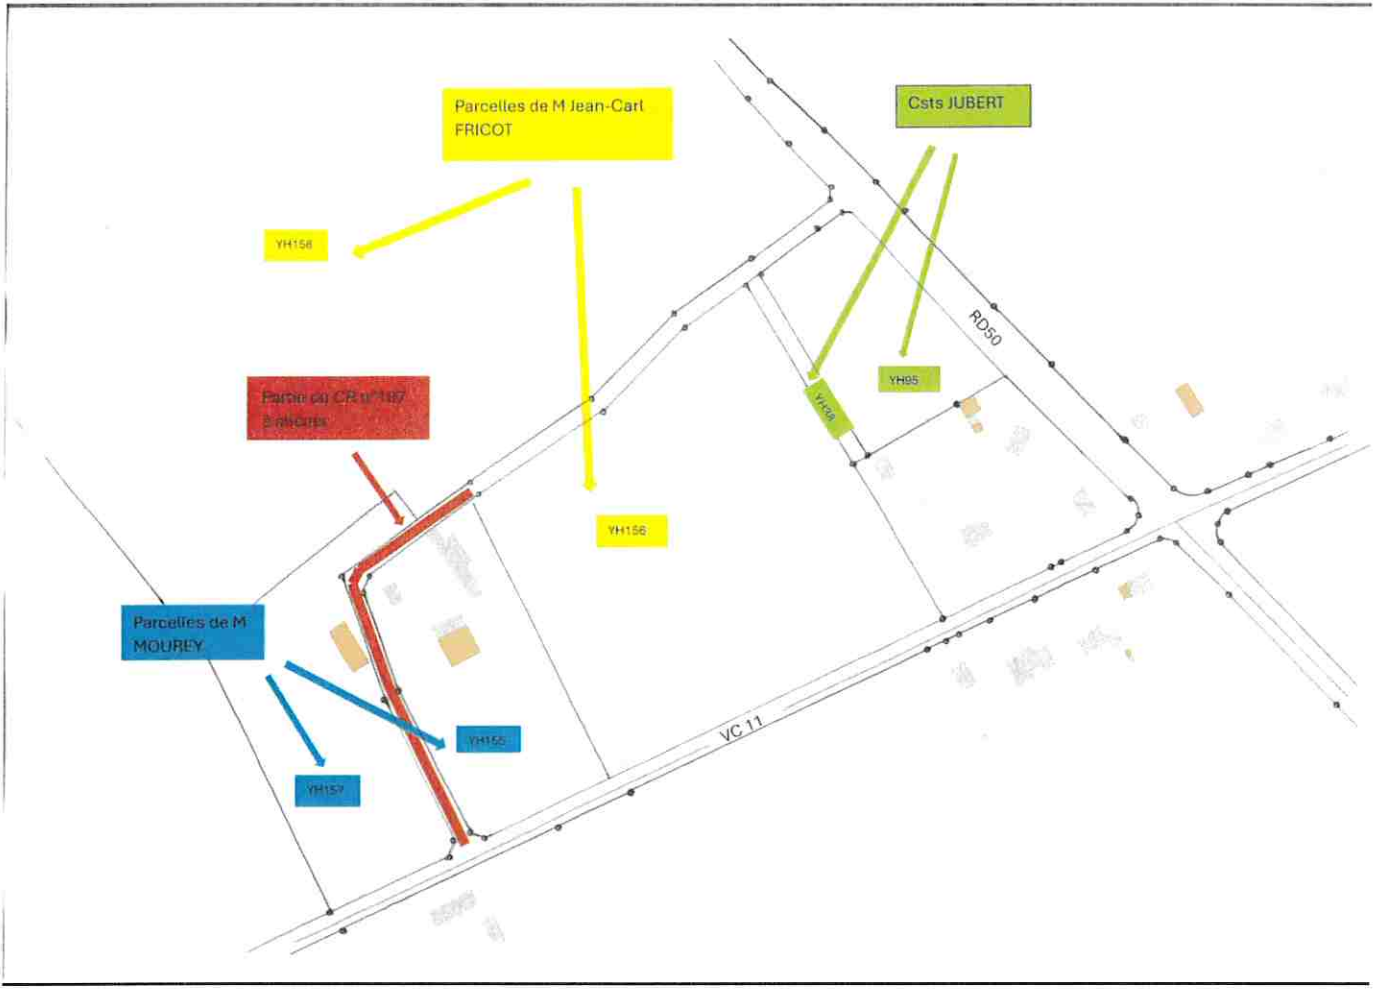 Parcelles de M Jean-Carl
FRICOT
Csts JUBERT
YH158
RD50
YH95
YH38
Partie du CR n°187
YH156
Parcelles de M
MOUREY
YH155
VC 11
YH157